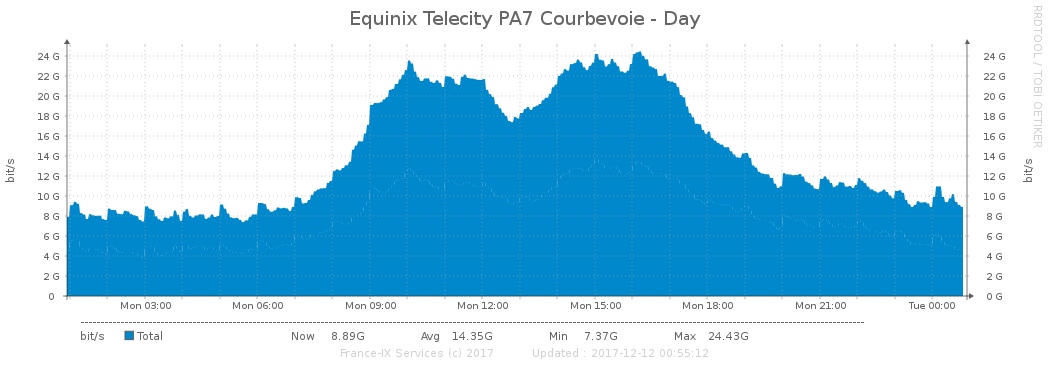 Equinix Telecity PA7 Courbevoie - Day
RRDTOOL / TOBI OETIKER
bit/s
24 G 24 G
22 G 22 G
20 G 20 G
18 G 18 G
16 G 16 G
14 G 14 G
12 G 12 G
10 G 10 G
8 G 8 G
6 G 6 G
4 G 4 G
2 G 2 G
0 0 G
bit/s
Mon 03:00 Mon 06:00 Mon 09:00 Mon 12:00 Mon 15:00 Mon 18:00 Mon 21:00 Tue 00:00
bit/s Total Now 8.89G Avg 14.35G Min 7.37G Max 24.43G
France-IX Services (c) 2017 Updated : 2017-12-12 00:55:12